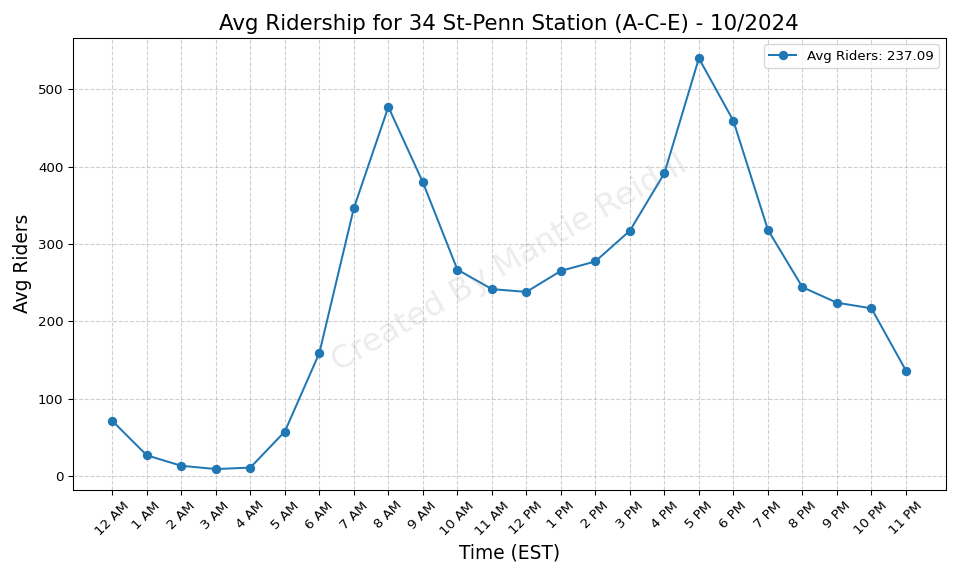 Avg Ridership for 34 St-Penn Station (A-C-E) - 10/2024
Avg Riders: 237.09
500
400
300
200
100
0
Avg Riders
Created By Mantie Reid II
12 AM
1 AM
2 AM
3 AM
4 AM
5 AM
6 AM
7 AM
8 AM
9 AM
10 AM
11 AM
12 PM
1 PM
2 PM
3 PM
4 PM
5 PM
6 PM
7 PM
8 PM
9 PM
10 PM
11 PM
Time (EST)